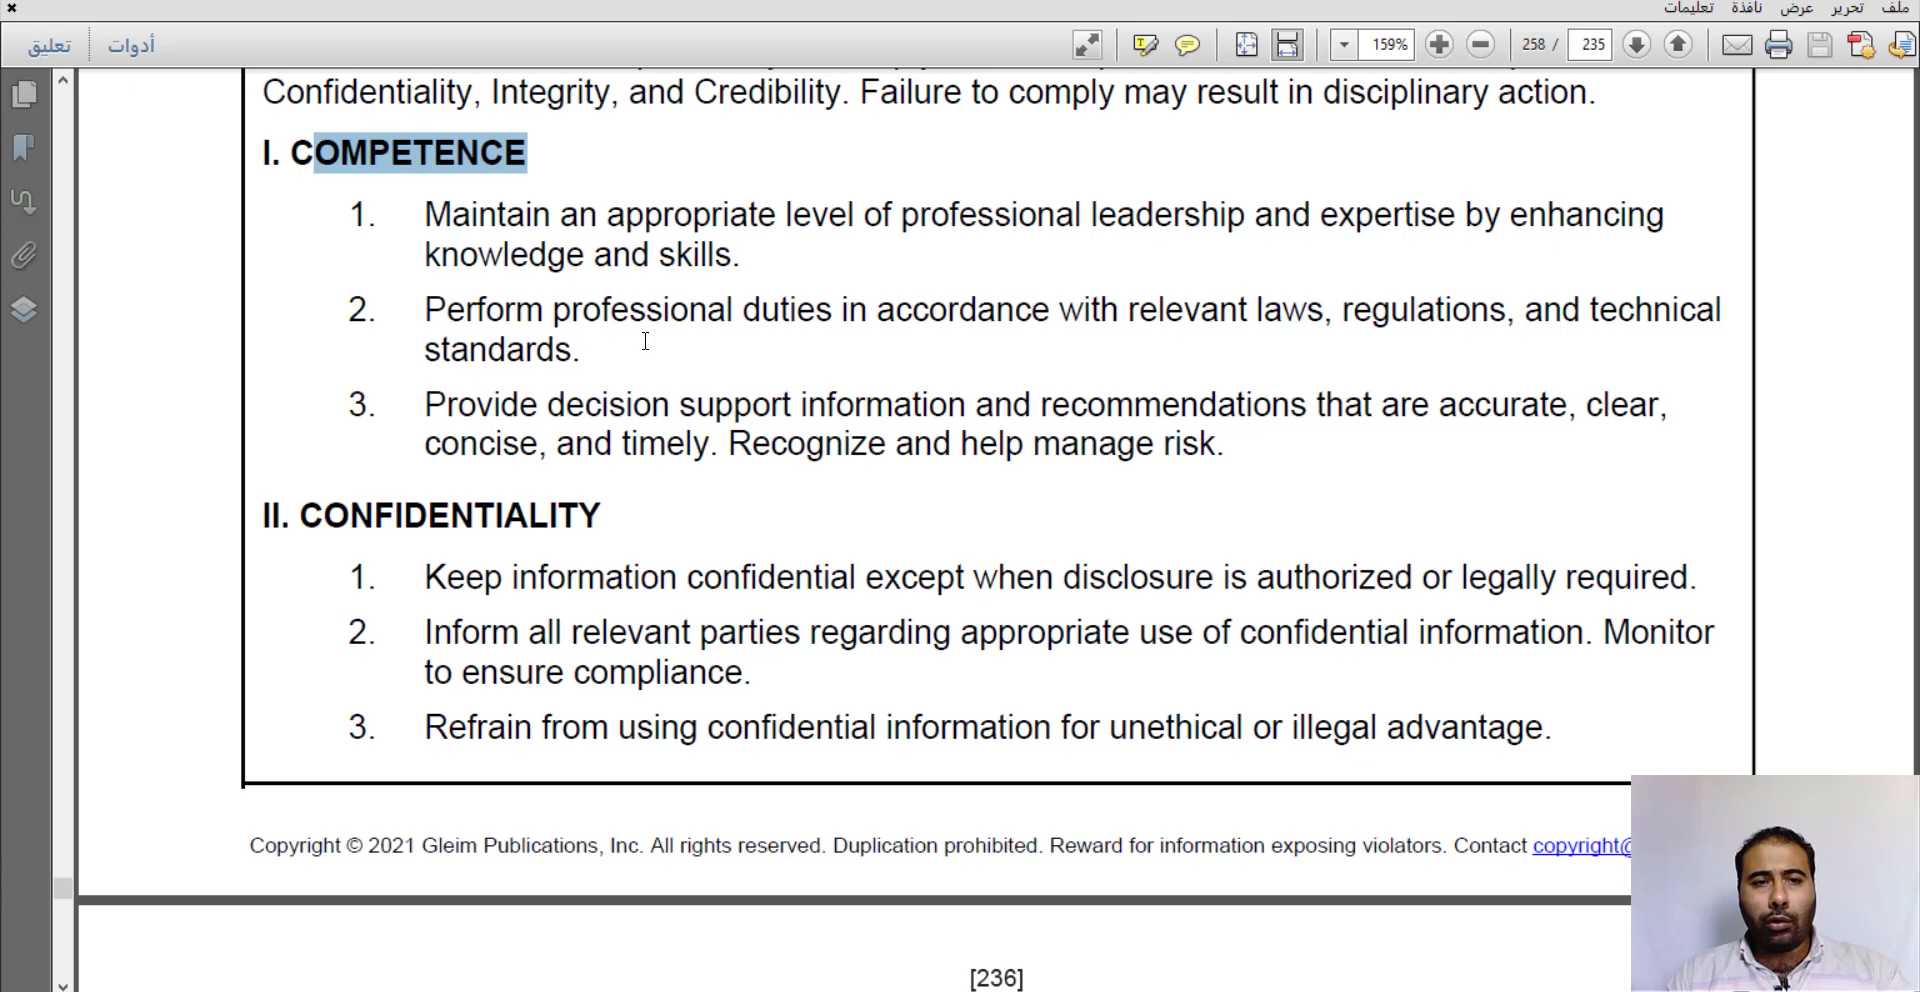 ملف تحرير عرض نافذة تعليمات
تعليق أدوات 159% 258 / 235
Confidentiality, Integrity, and Credibility. Failure to comply may result in disciplinary action.
I. COMPETENCE
1. Maintain an appropriate level of professional leadership and expertise by enhancing
knowledge and skills.
2. Perform professional duties in accordance with relevant laws, regulations, and technical
standards.
3. Provide decision support information and recommendations that are accurate, clear,
concise, and timely. Recognize and help manage risk.
II. CONFIDENTIALITY
1. Keep information confidential except when disclosure is authorized or legally required.
2. Inform all relevant parties regarding appropriate use of confidential information. Monitor
to ensure compliance.
3. Refrain from using confidential information for unethical or illegal advantage.
Copyright © 2021 Gleim Publications, Inc. All rights reserved. Duplication prohibited. Reward for information exposing violators. Contact copyright@
[236]